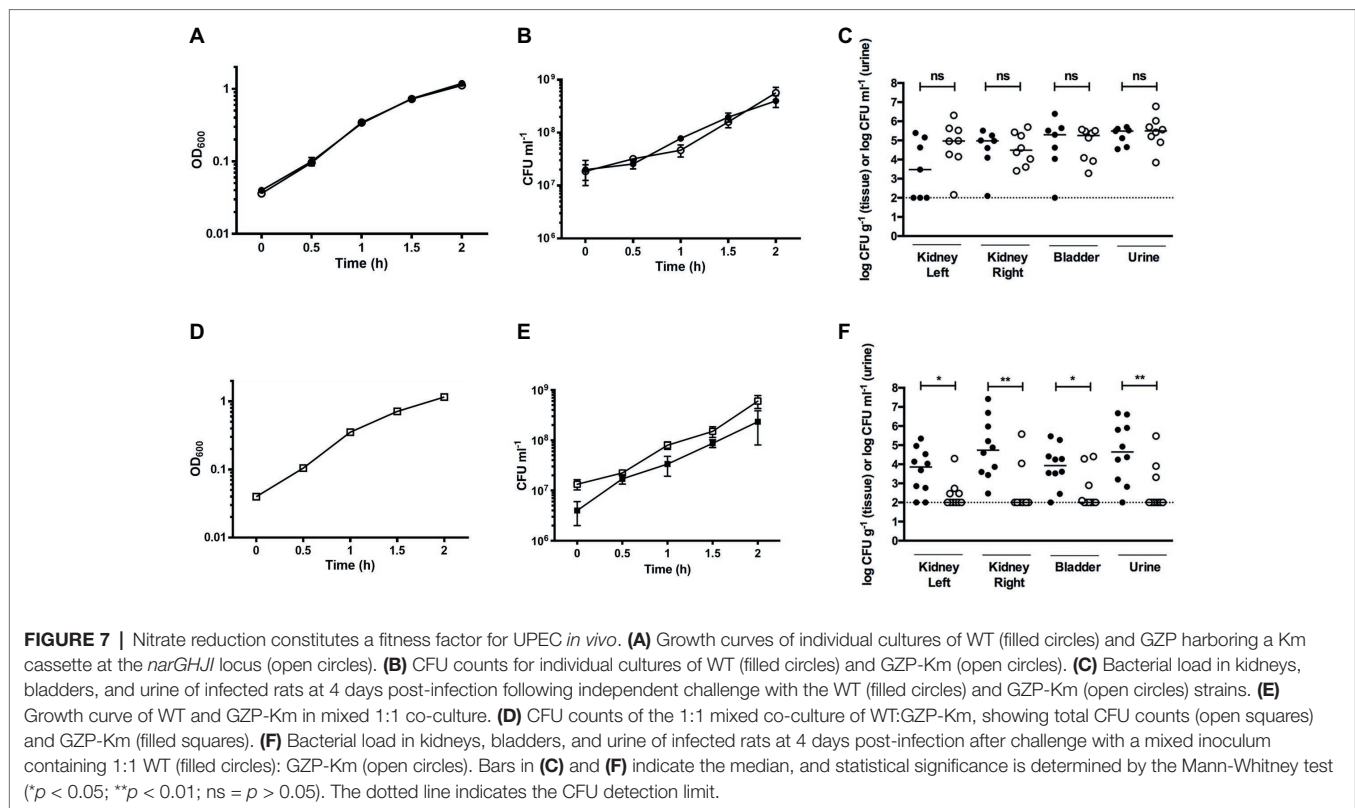 A
OD600
1
0.1
0.01
0 0.5 1 1.5 2
Time (h)
B
CFU ml-1
10^9
10^8
10^7
10^6
0 0.5 1 1.5 2
Time (h)
C
log CFU g-1 (tissue) or log CFU ml-1 (urine)
ns ns ns ns
8
7
6
5
4
3
2
1
0
Kidney Left
Kidney Right
Bladder
Urine
D
OD600
1
0.1
0.01
0 0.5 1 1.5 2
Time (h)
E
CFU ml-1
10^9
10^8
10^7
10^6
0 0.5 1 1.5 2
Time (h)
F
log CFU g-1 (tissue) or log CFU ml-1 (urine)
* ** * **
8
7
6
5
4
3
2
1
0
Kidney Left
Kidney Right
Bladder
Urine
FIGURE 7 | Nitrate reduction constitutes a fitness factor for UPEC in vivo. (A) Growth curves of individual cultures of WT (filled circles) and GZP harboring a Km
cassette at the narGHJI locus (open circles). (B) CFU counts for individual cultures of WT (filled circles) and GZP-Km (open circles). (C) Bacterial load in kidneys,
bladders, and urine of infected rats at 4 days post-infection following independent challenge with the WT (filled circles) and GZP-Km (open circles) strains. (E)
Growth curve of WT and GZP-Km in mixed 1:1 co-culture. (D) CFU counts of the 1:1 mixed co-culture of WT:GZP-Km, showing total CFU counts (open squares)
and GZP-Km (filled squares). (F) Bacterial load in kidneys, bladders, and urine of infected rats at 4 days post-infection after challenge with a mixed inoculum
containing 1:1 WT (filled circles): GZP-Km (open circles). Bars in (C) and (F) indicate the median, and statistical significance is determined by the Mann-Whitney test
(*p < 0.05; **p < 0.01; ns = p > 0.05). The dotted line indicates the CFU detection limit.